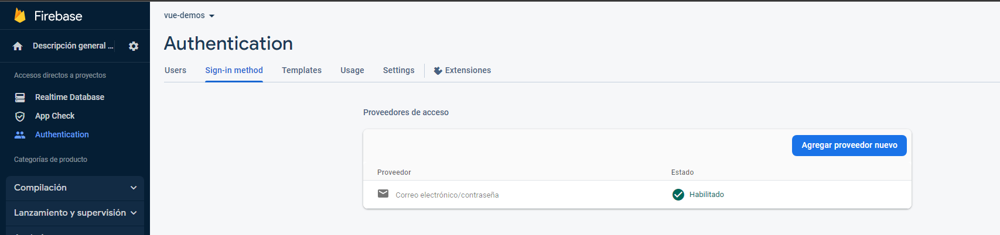 Firebase
vue-demos
Descripción general ...
Authentication
Users
Sign-in method
Templates
Usage
Settings
Extensiones
Accesos directos a proyectos
Realtime Database
App Check
Authentication
Categorías de producto
Compilación
Lanzamiento y supervisión
Proveedores de acceso
Agregar proveedor nuevo
Proveedor
Estado
Correo electrónico/contraseña
Habilitado